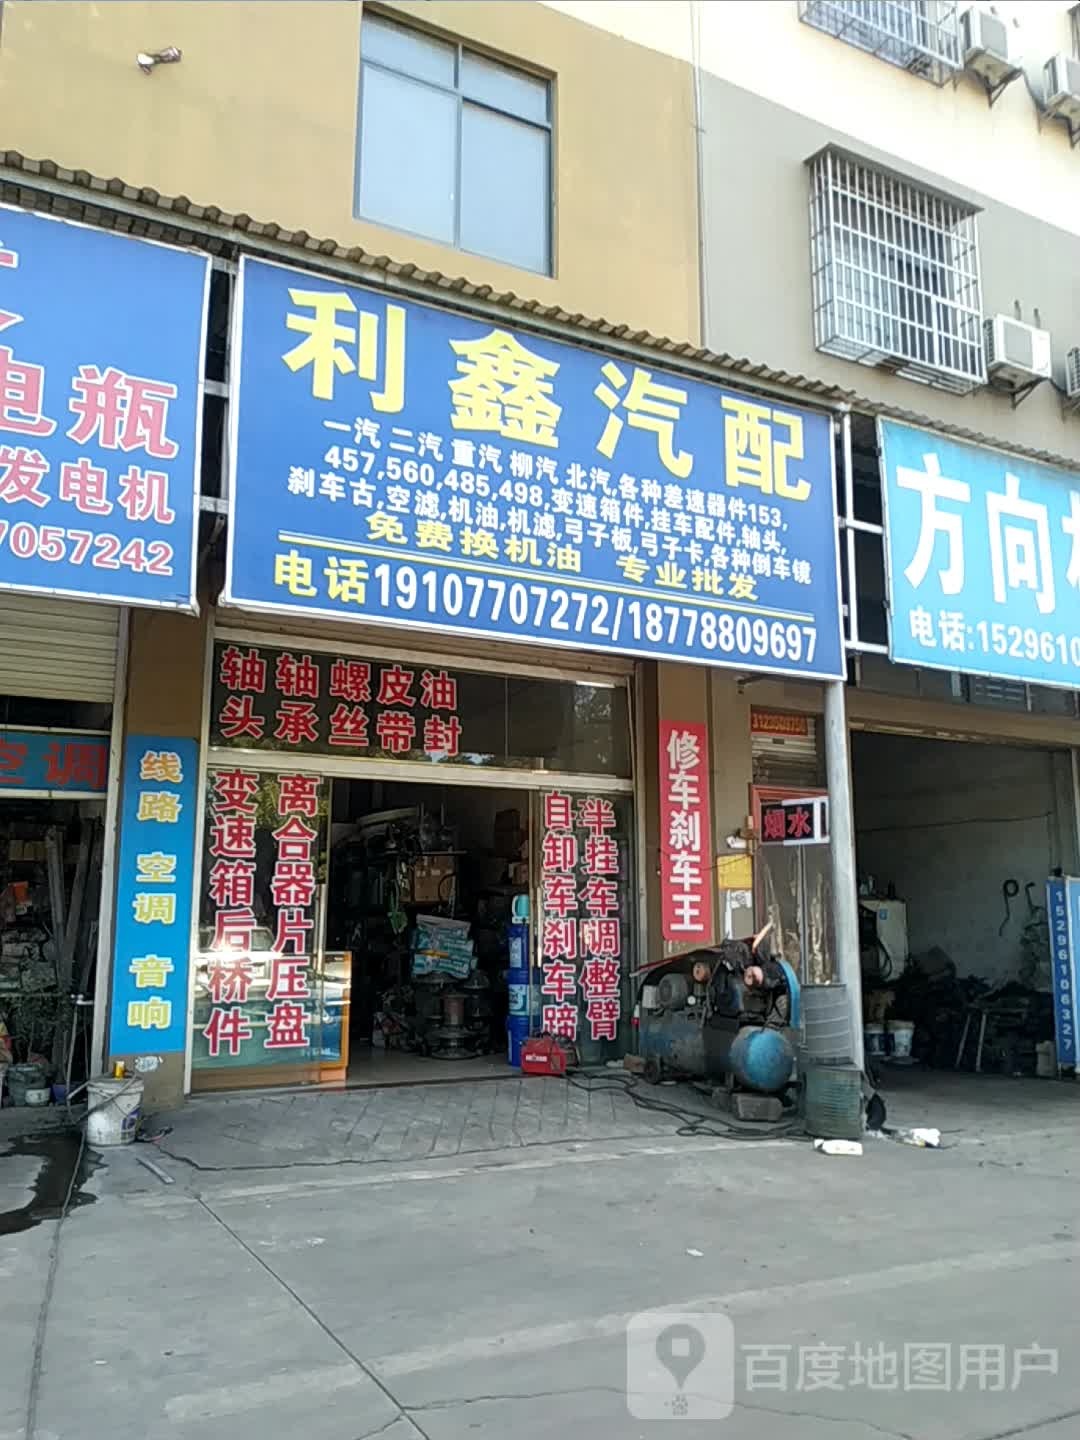 电瓶
发电机
7057242
空调
线路 空调 音响
利鑫汽配
一汽 二汽 重汽 柳汽 北汽,各种差速器件153,
457,560,485,498,变速箱件,挂车配件,轴头,
刹车古,空滤,机油,机滤,弓子板,弓子卡,各种倒车镜
免费换机油 专业批发
电话19107707272/18778809697
轴头 轴承 螺丝 皮带 油封
变速箱后桥件
离合器片压盘
自卸车刹车蹄
半挂车调整臂
修车刹车王
烟水
方向
电话:1529610
15296106327
百度地图用户